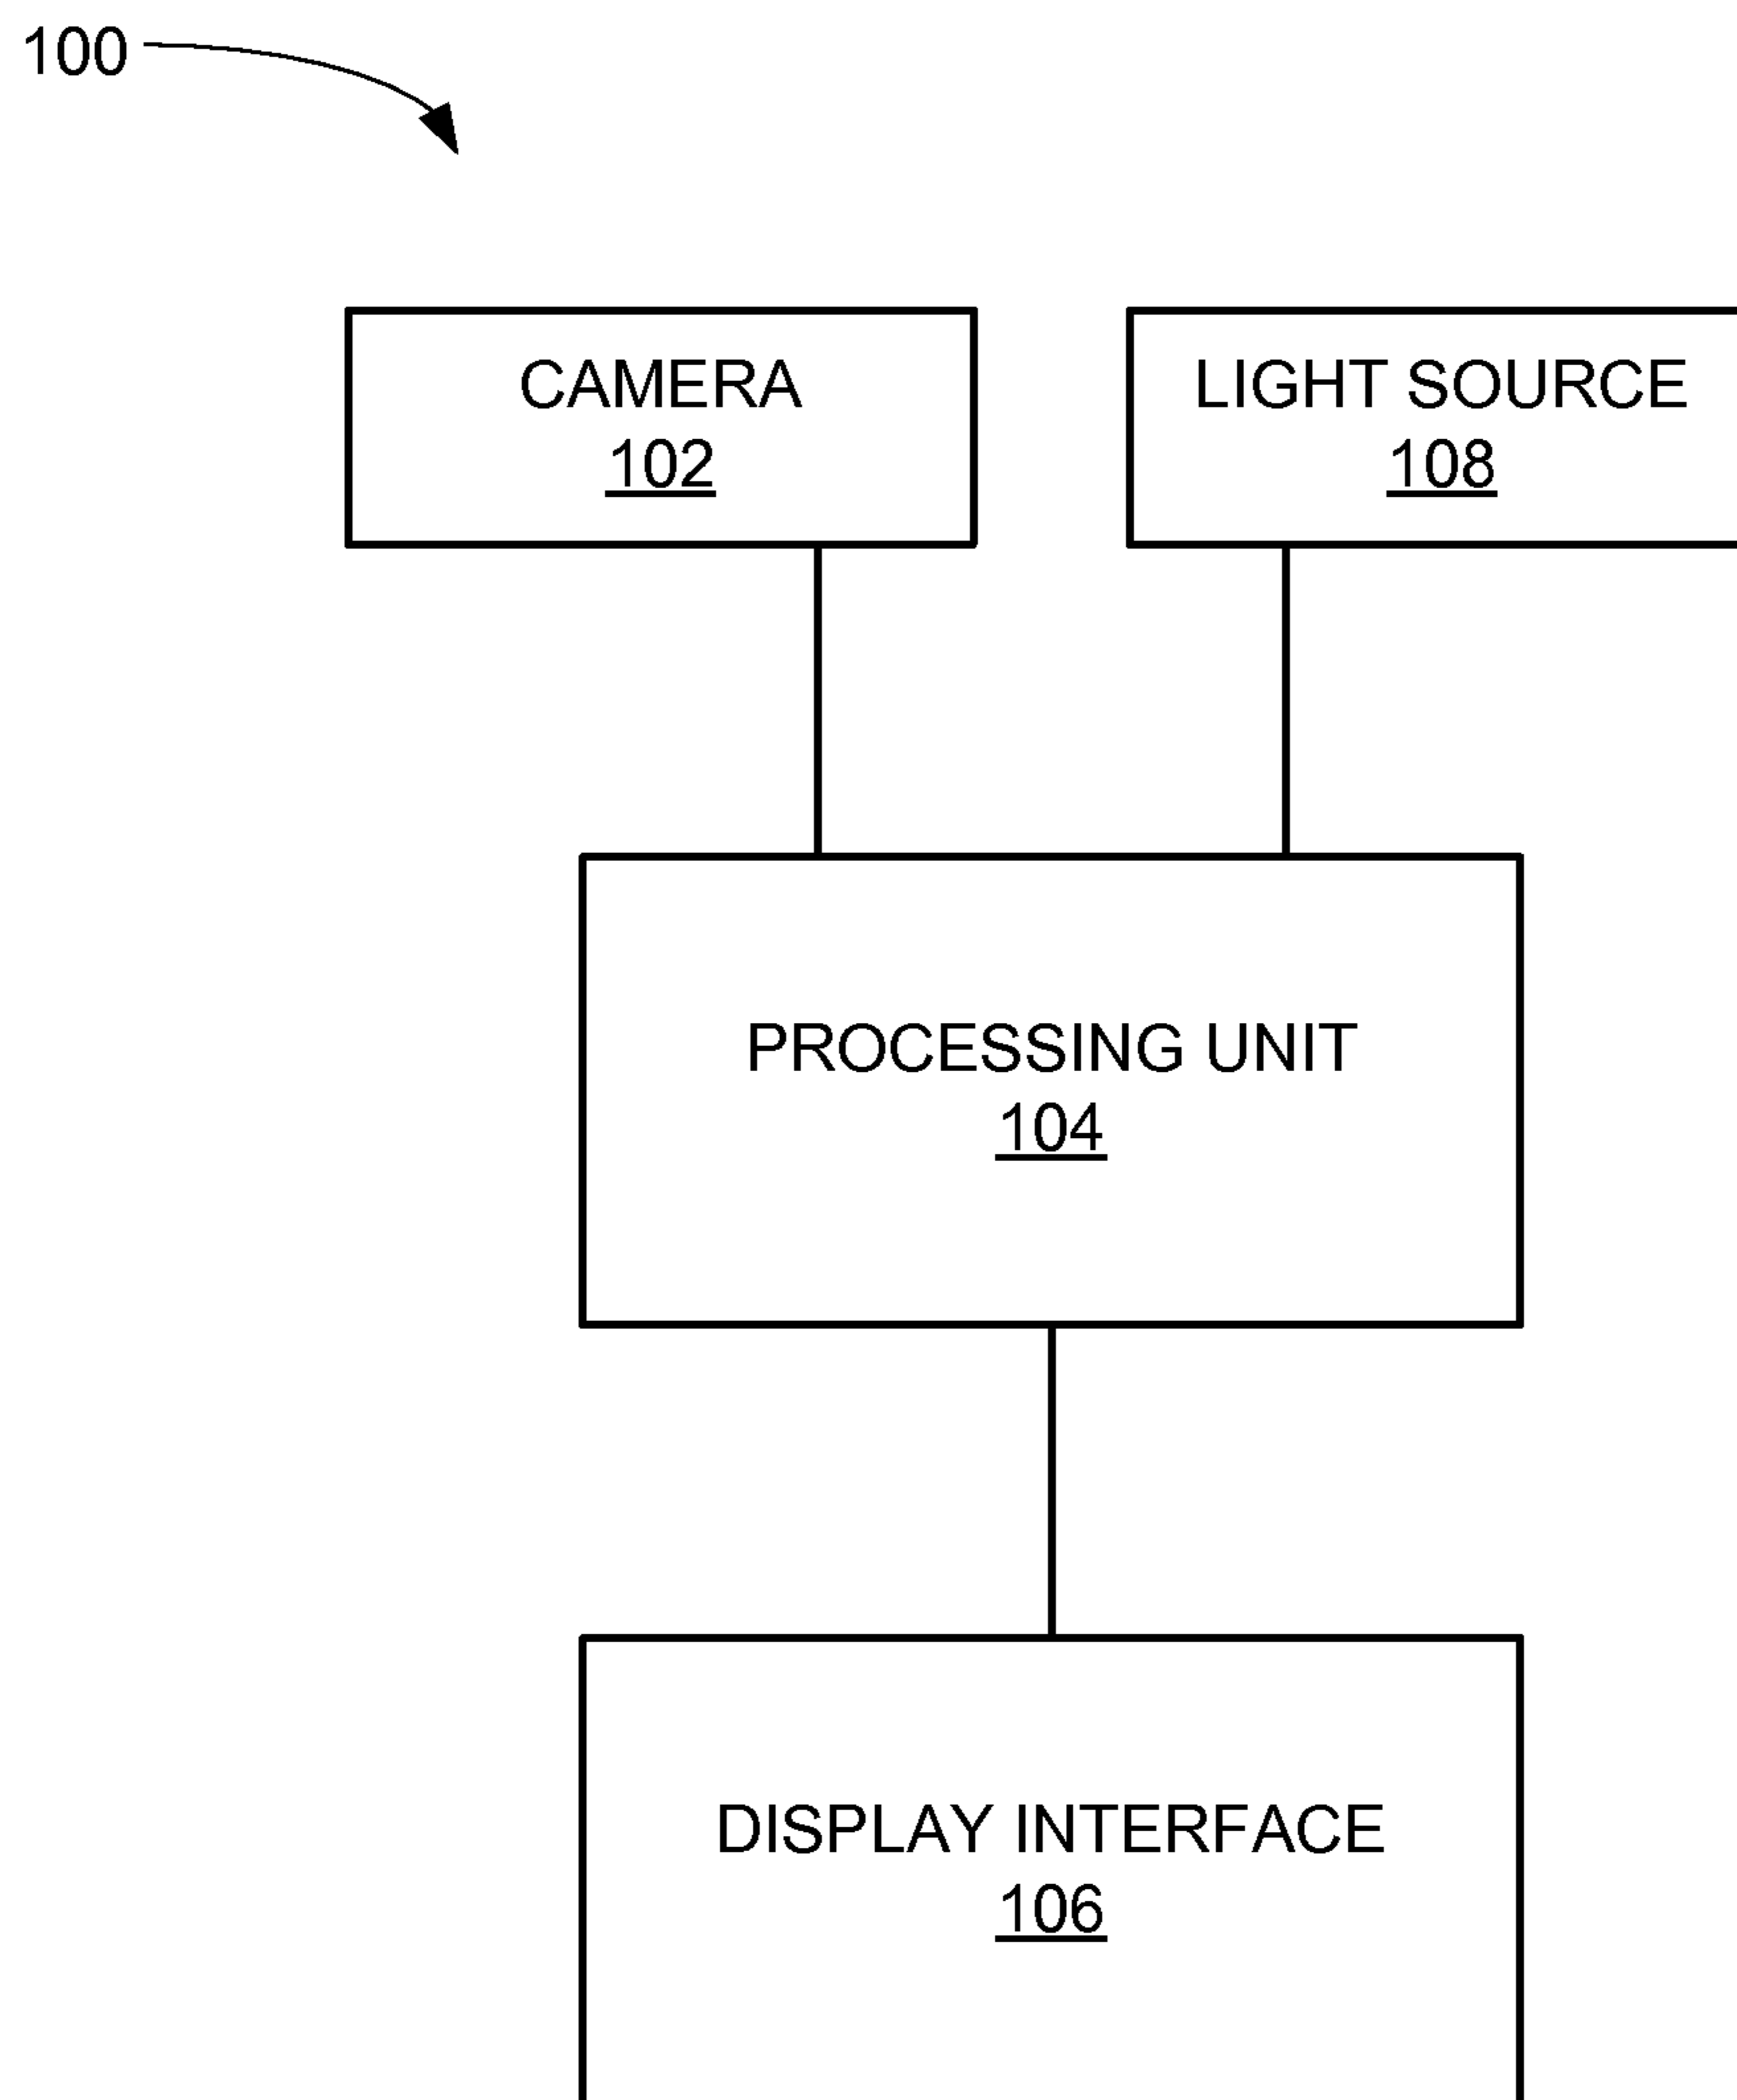 100
CAMERA
102
LIGHT SOURCE
108
PROCESSING UNIT
104
DISPLAY INTERFACE
106